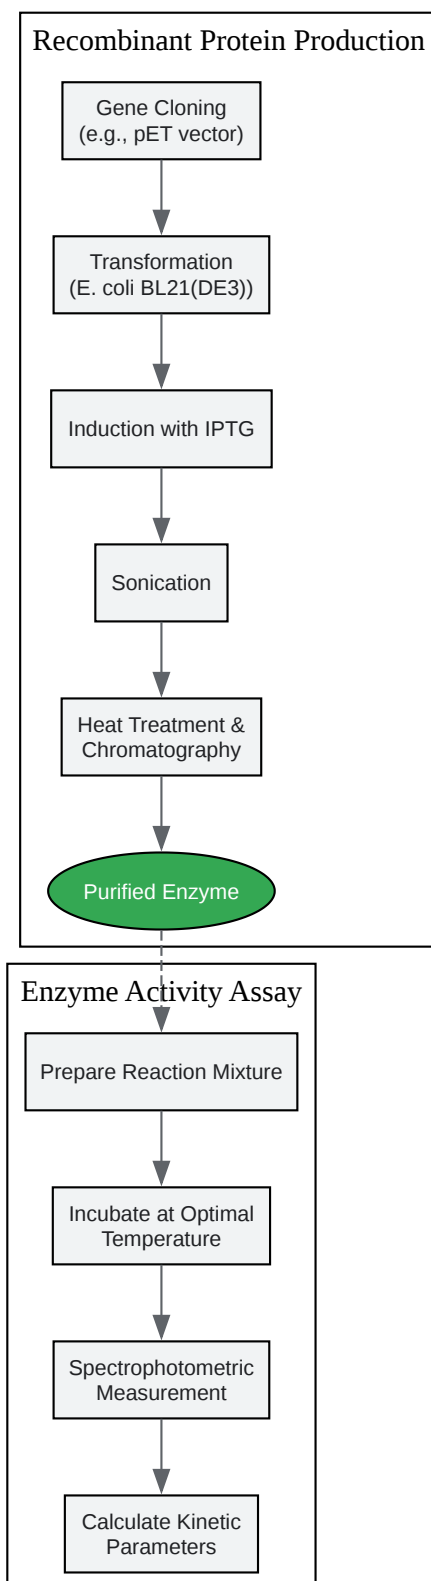 Recombinant Protein Production
Gene Cloning
(e.g., pET vector)
Transformation
(E. coli BL21(DE3))
Induction with IPTG
Sonication
Heat Treatment &
Chromatography
Purified Enzyme
Enzyme Activity Assay
Prepare Reaction Mixture
Incubate at Optimal
Temperature
Spectrophotometric
Measurement
Calculate Kinetic
Parameters